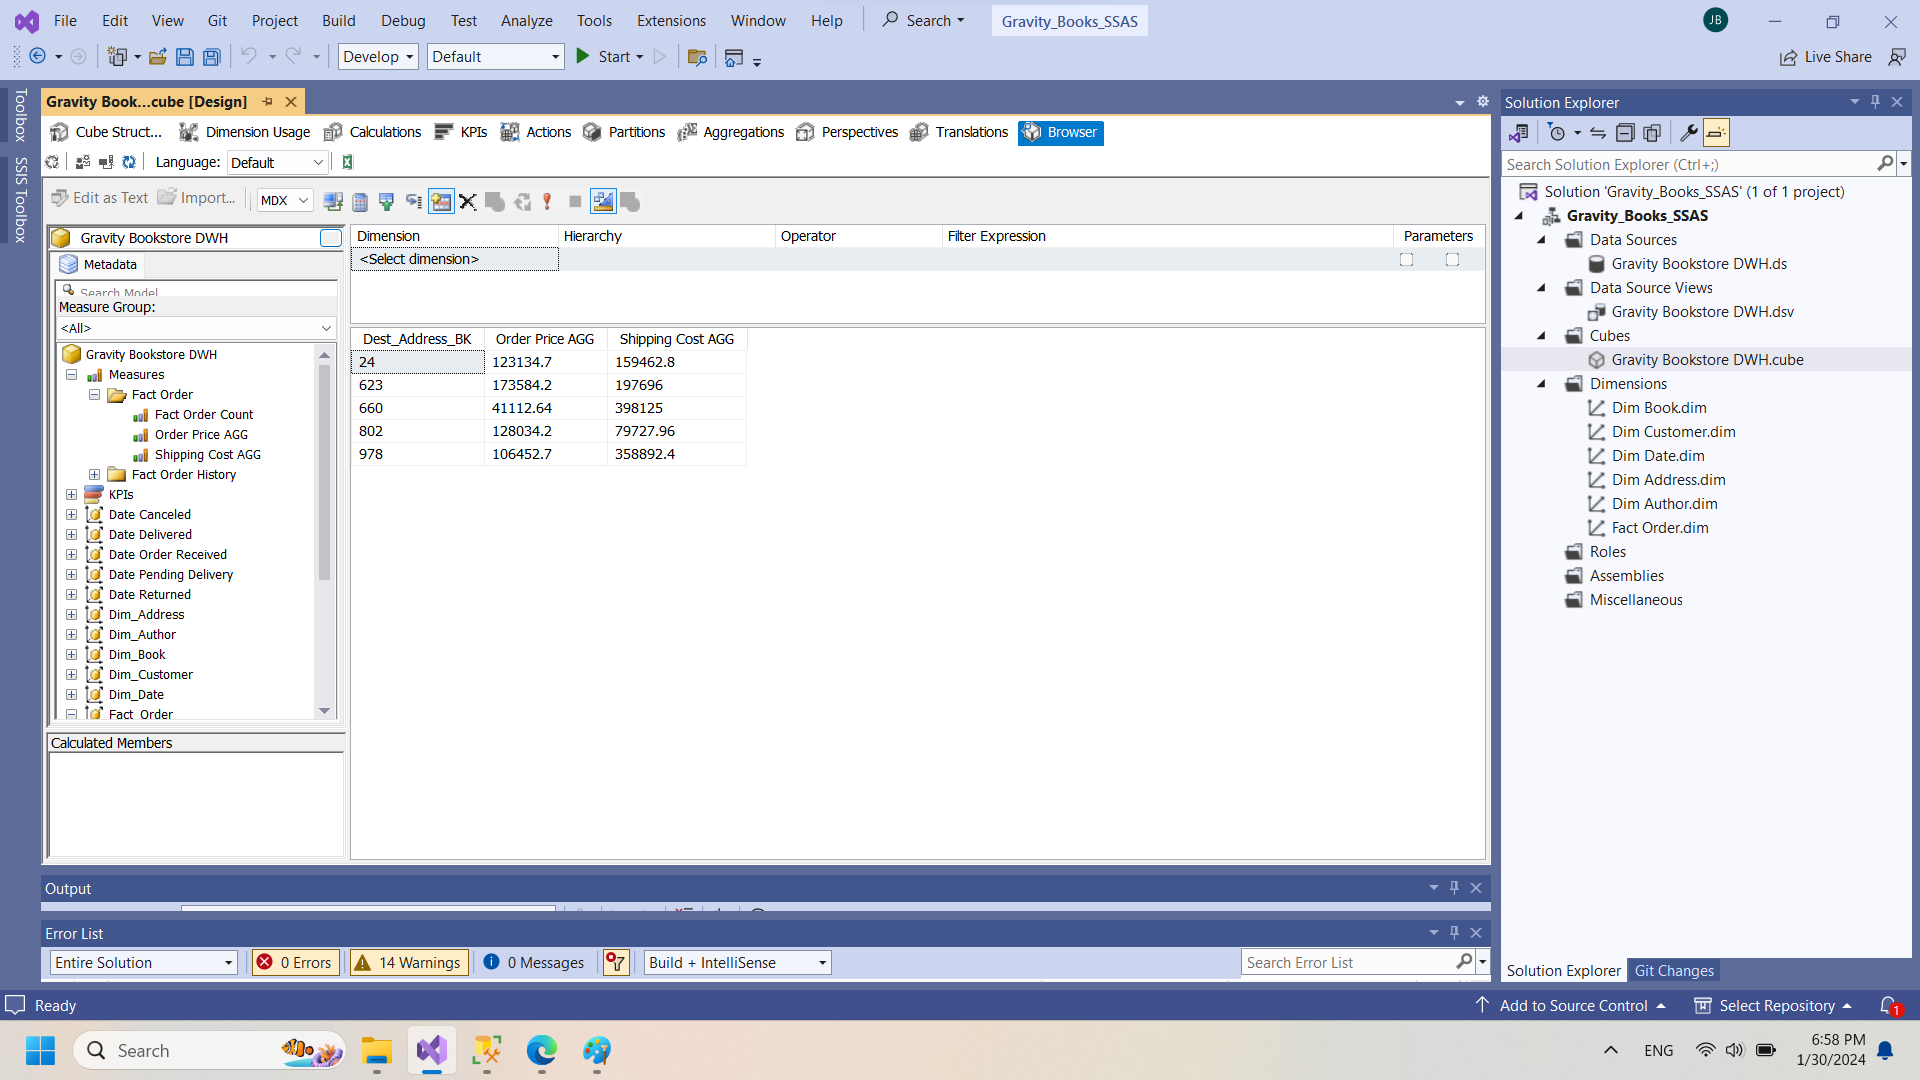 File Edit View Git Project Build Debug Test Analyze Tools Extensions Window Help Search Gravity_Books_SSAS JB
Develop Default Start Live Share
Toolbox
SSIS Toolbox
Gravity Book...cube [Design]
Cube Struct... Dimension Usage Calculations KPIs Actions Partitions Aggregations Perspectives Translations Browser
Language: Default
Edit as Text Import... MDX
Gravity Bookstore DWH
Metadata
Search Model
Measure Group:
<All>
Gravity Bookstore DWH
Measures
Fact Order
Fact Order Count
Order Price AGG
Shipping Cost AGG
Fact Order History
KPIs
Date Canceled
Date Delivered
Date Order Received
Date Pending Delivery
Date Returned
Dim_Address
Dim_Author
Dim_Book
Dim_Customer
Dim_Date
Fact_Order
Calculated Members
Dimension Hierarchy Operator Filter Expression Parameters
<Select dimension>
Dest_Address_BK Order Price AGG Shipping Cost AGG
24 123134.7 159462.8
623 173584.2 197696
660 41112.64 398125
802 128034.2 79727.96
978 106452.7 358892.4
Output
Error List
Entire Solution 0 Errors 14 Warnings 0 Messages Build + IntelliSense Search Error List
Solution Explorer
Search Solution Explorer (Ctrl+;)
Solution 'Gravity_Books_SSAS' (1 of 1 project)
Gravity_Books_SSAS
Data Sources
Gravity Bookstore DWH.ds
Data Source Views
Gravity Bookstore DWH.dsv
Cubes
Gravity Bookstore DWH.cube
Dimensions
Dim Book.dim
Dim Customer.dim
Dim Date.dim
Dim Address.dim
Dim Author.dim
Fact Order.dim
Roles
Assemblies
Miscellaneous
Solution Explorer Git Changes
Ready Add to Source Control Select Repository 1
Search ENG 6:58 PM
1/30/2024